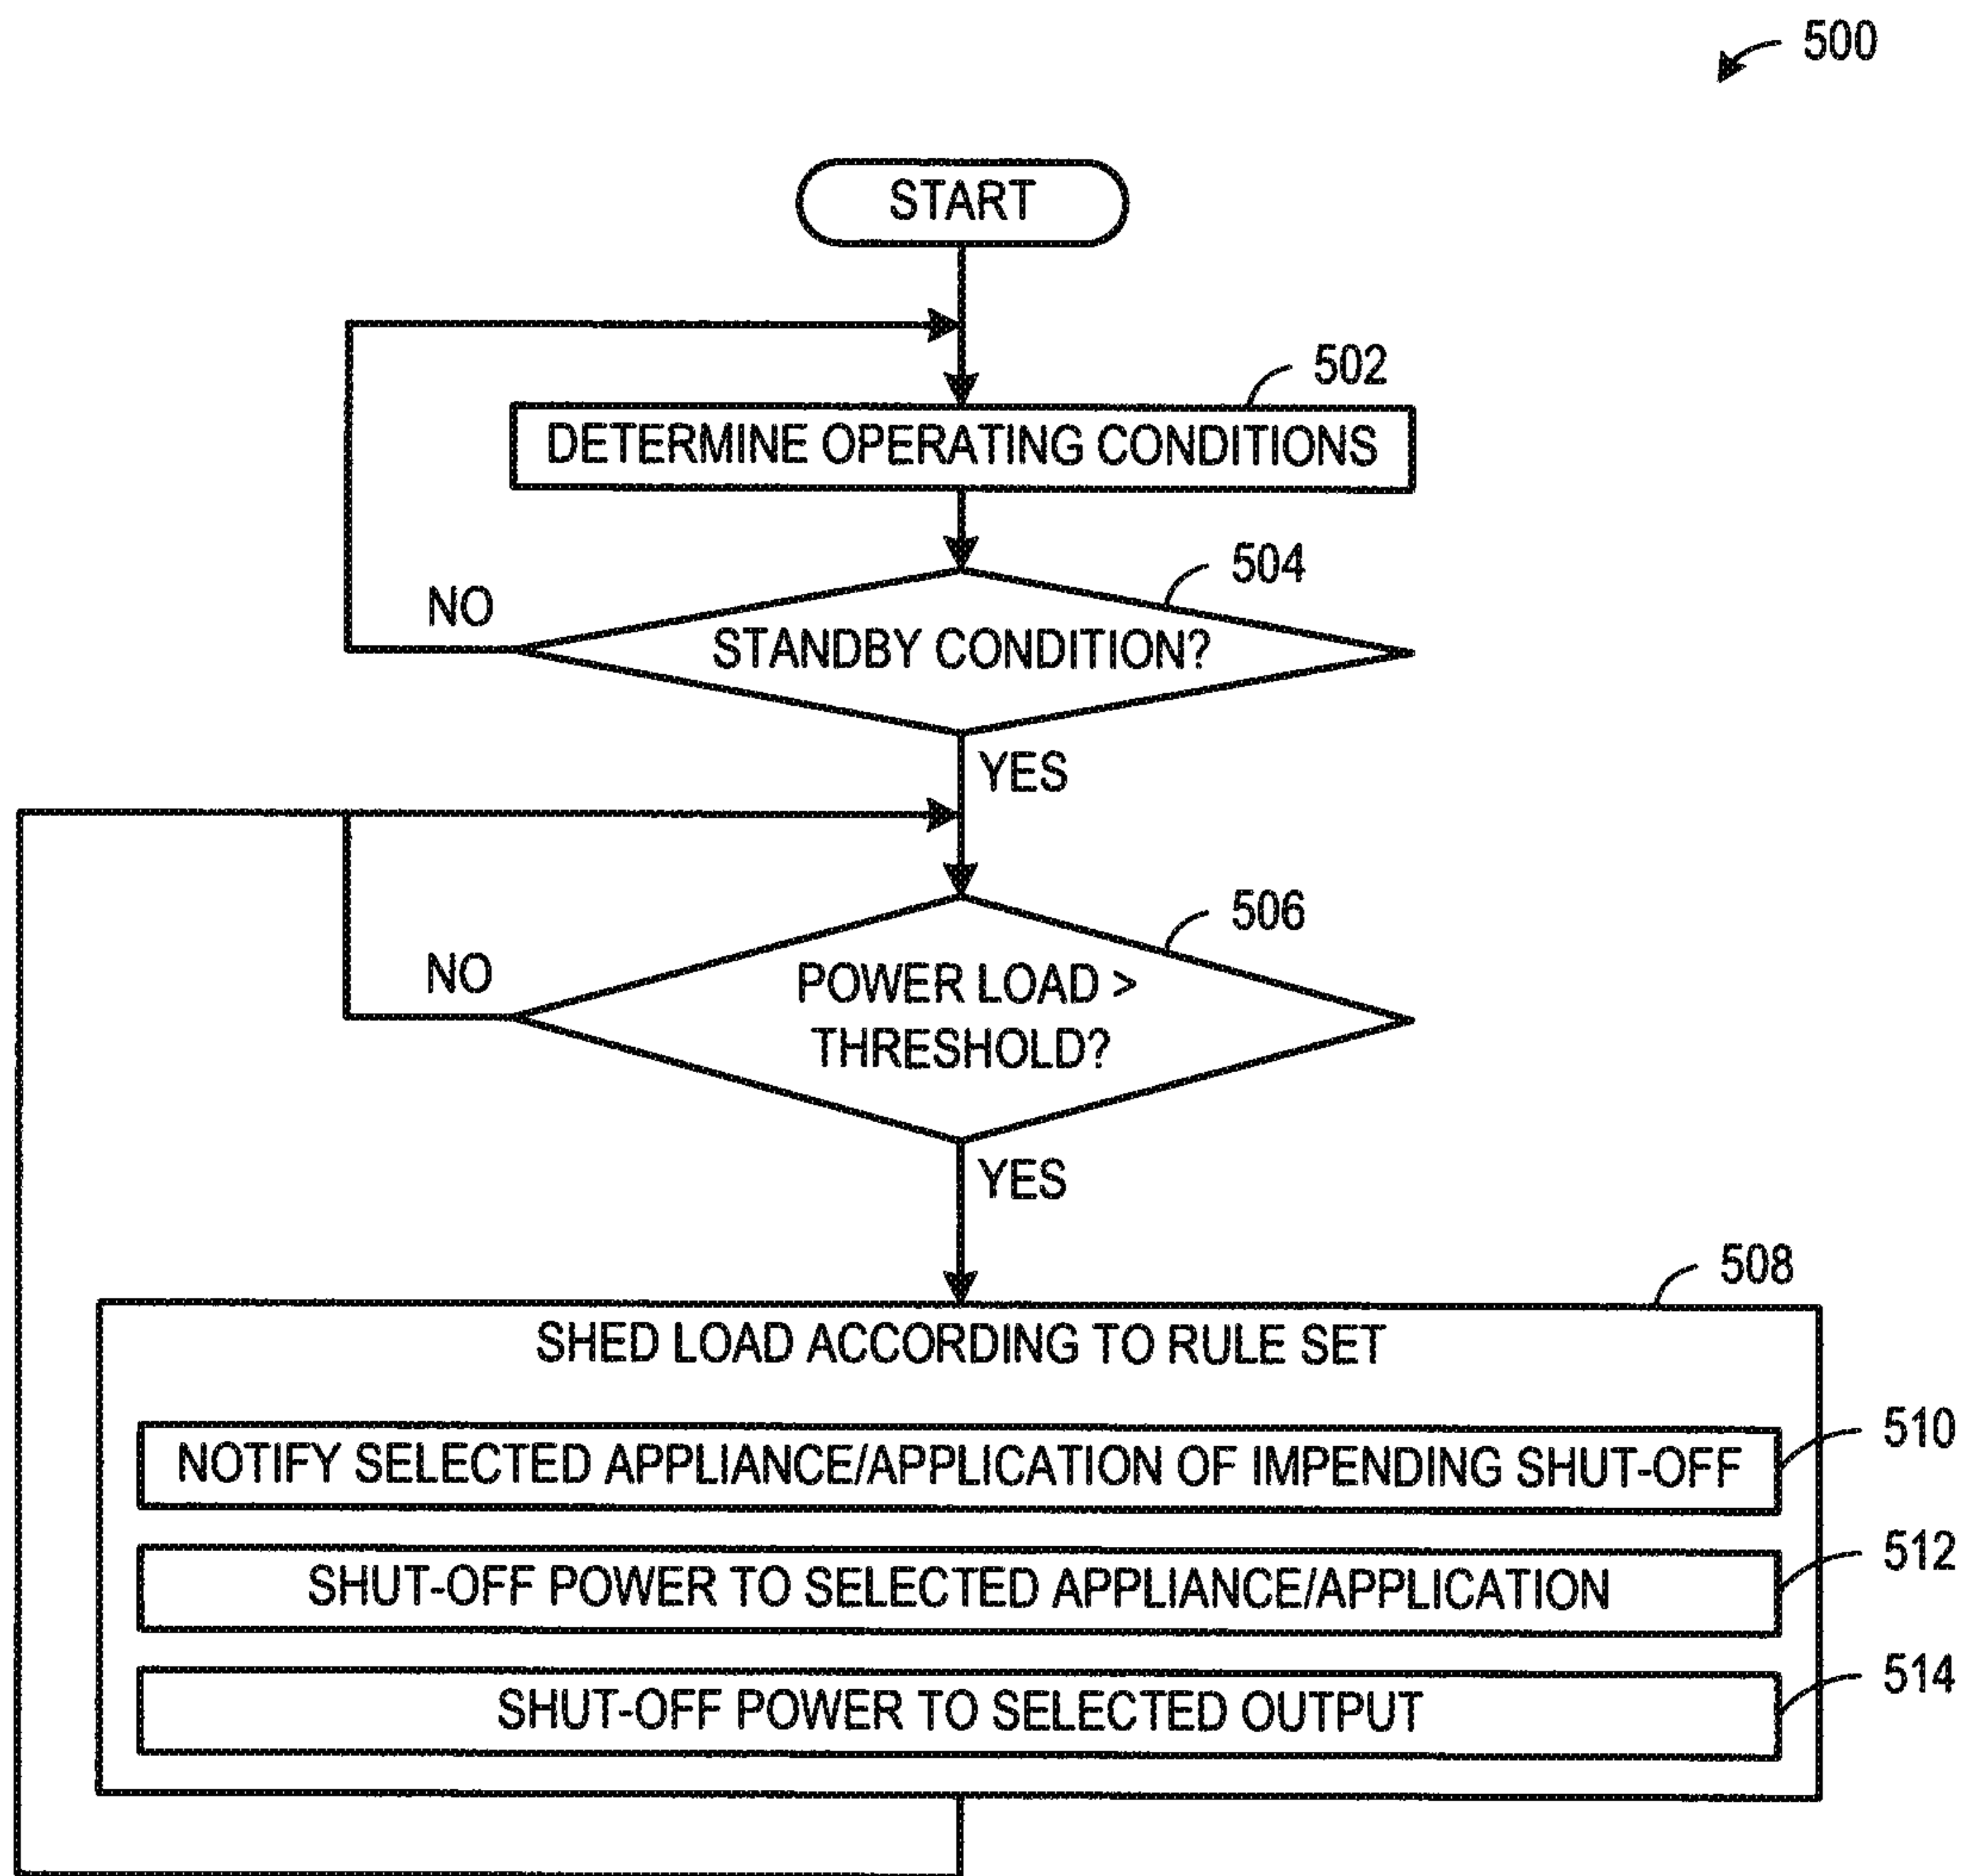 500
START
502
DETERMINE OPERATING CONDITIONS
504
NO
STANDBY CONDITION?
YES
506
NO
POWER LOAD >
THRESHOLD?
YES
508
SHED LOAD ACCORDING TO RULE SET
510
NOTIFY SELECTED APPLIANCE/APPLICATION OF IMPENDING SHUT-OFF
512
SHUT-OFF POWER TO SELECTED APPLIANCE/APPLICATION
514
SHUT-OFF POWER TO SELECTED OUTPUT